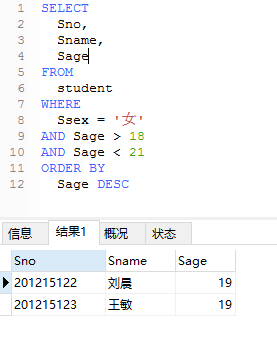 1 SELECT
2 Sno,
3 Sname,
4 Sage
5 FROM
6 student
7 WHERE
8 Ssex = '女'
9 AND Sage > 18
10 AND Sage < 21
11 ORDER BY
12 Sage DESC
信息 结果1 概况 状态
Sno Sname Sage
201215122 刘晨 19
201215123 王敏 19